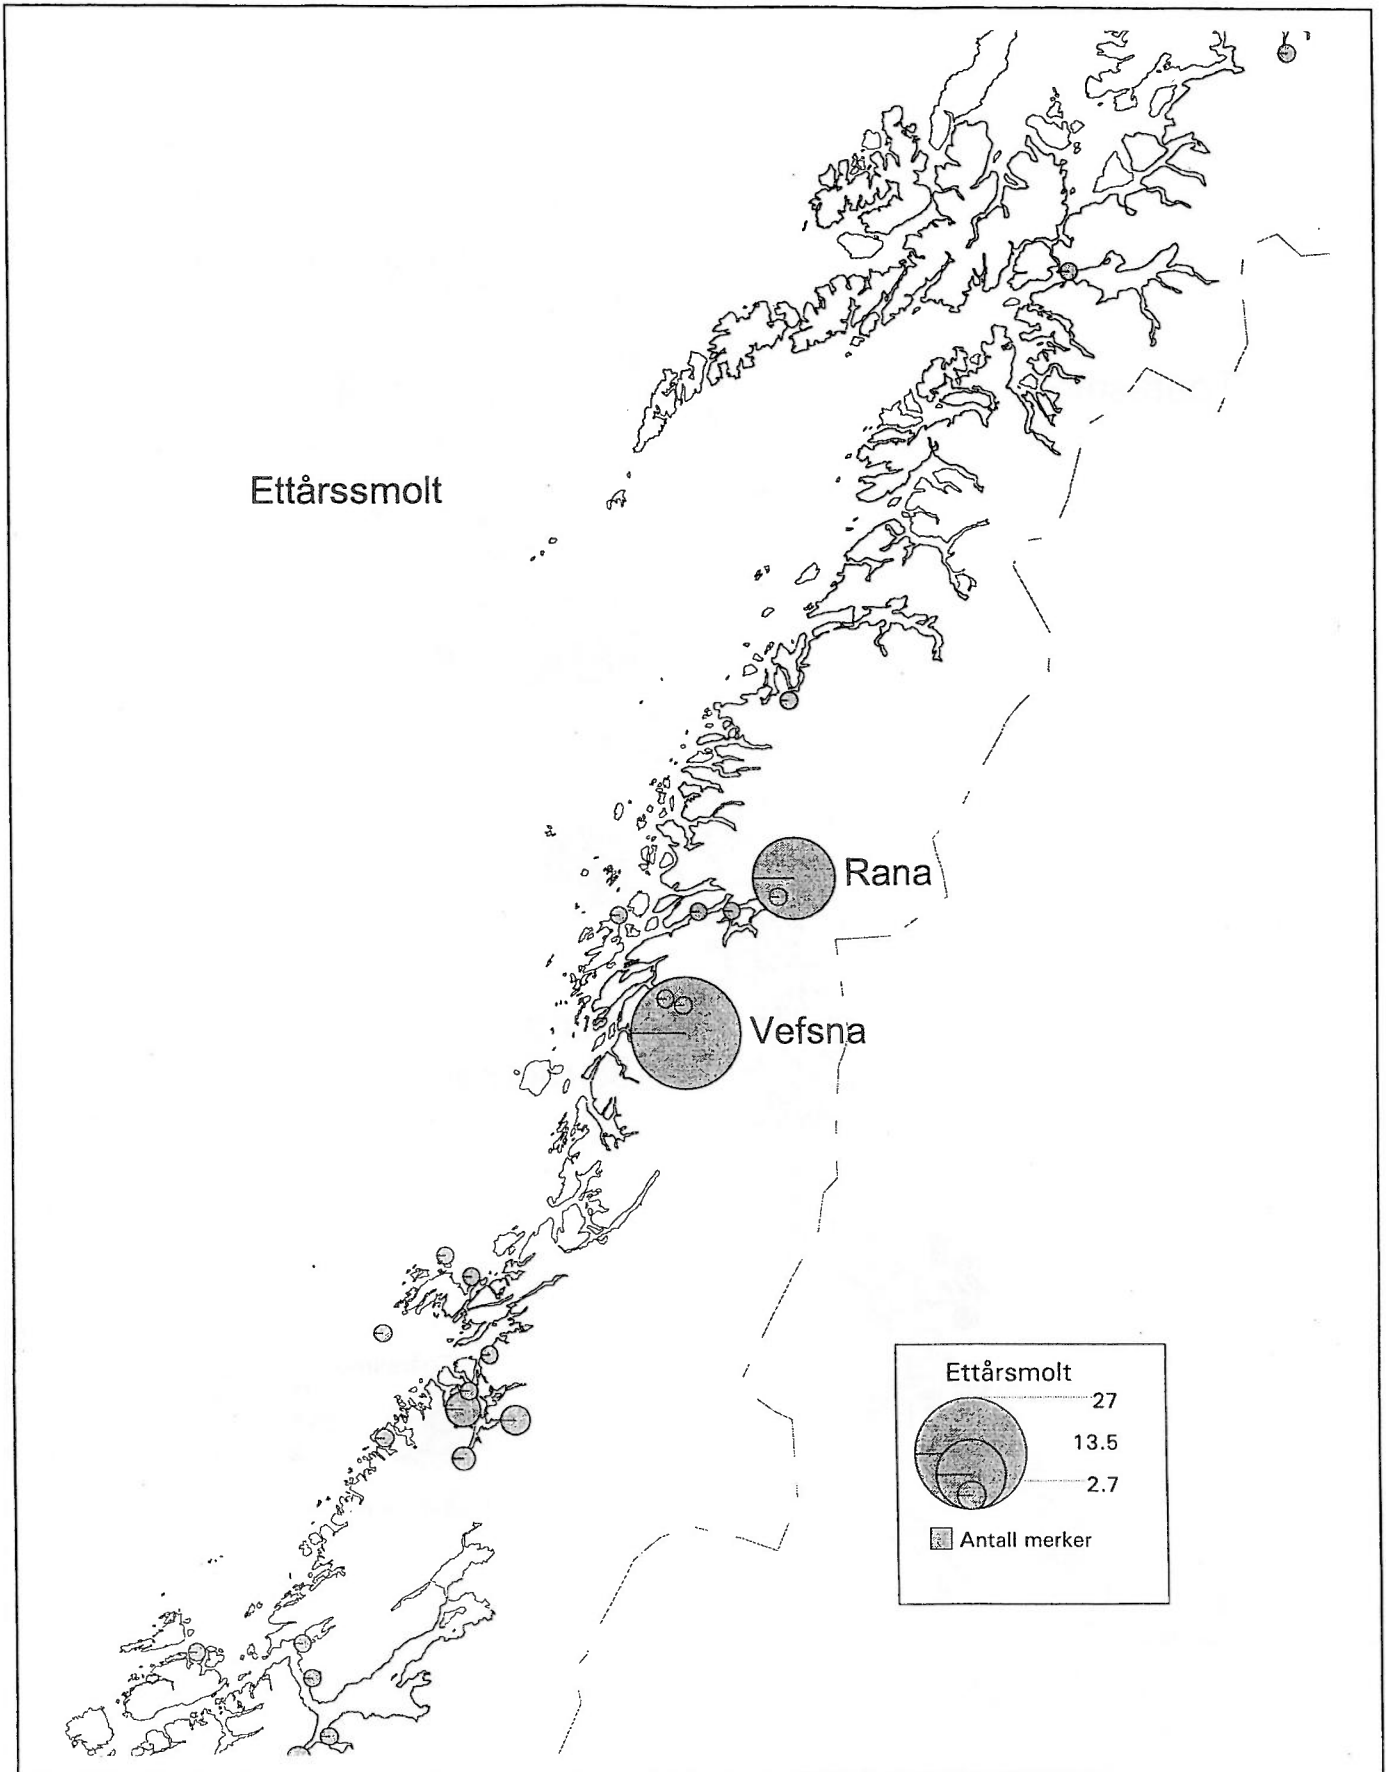 Ettårssmolt
Rana
Vefsna
Ettårsmolt
27
13.5
2.7
Antall merker